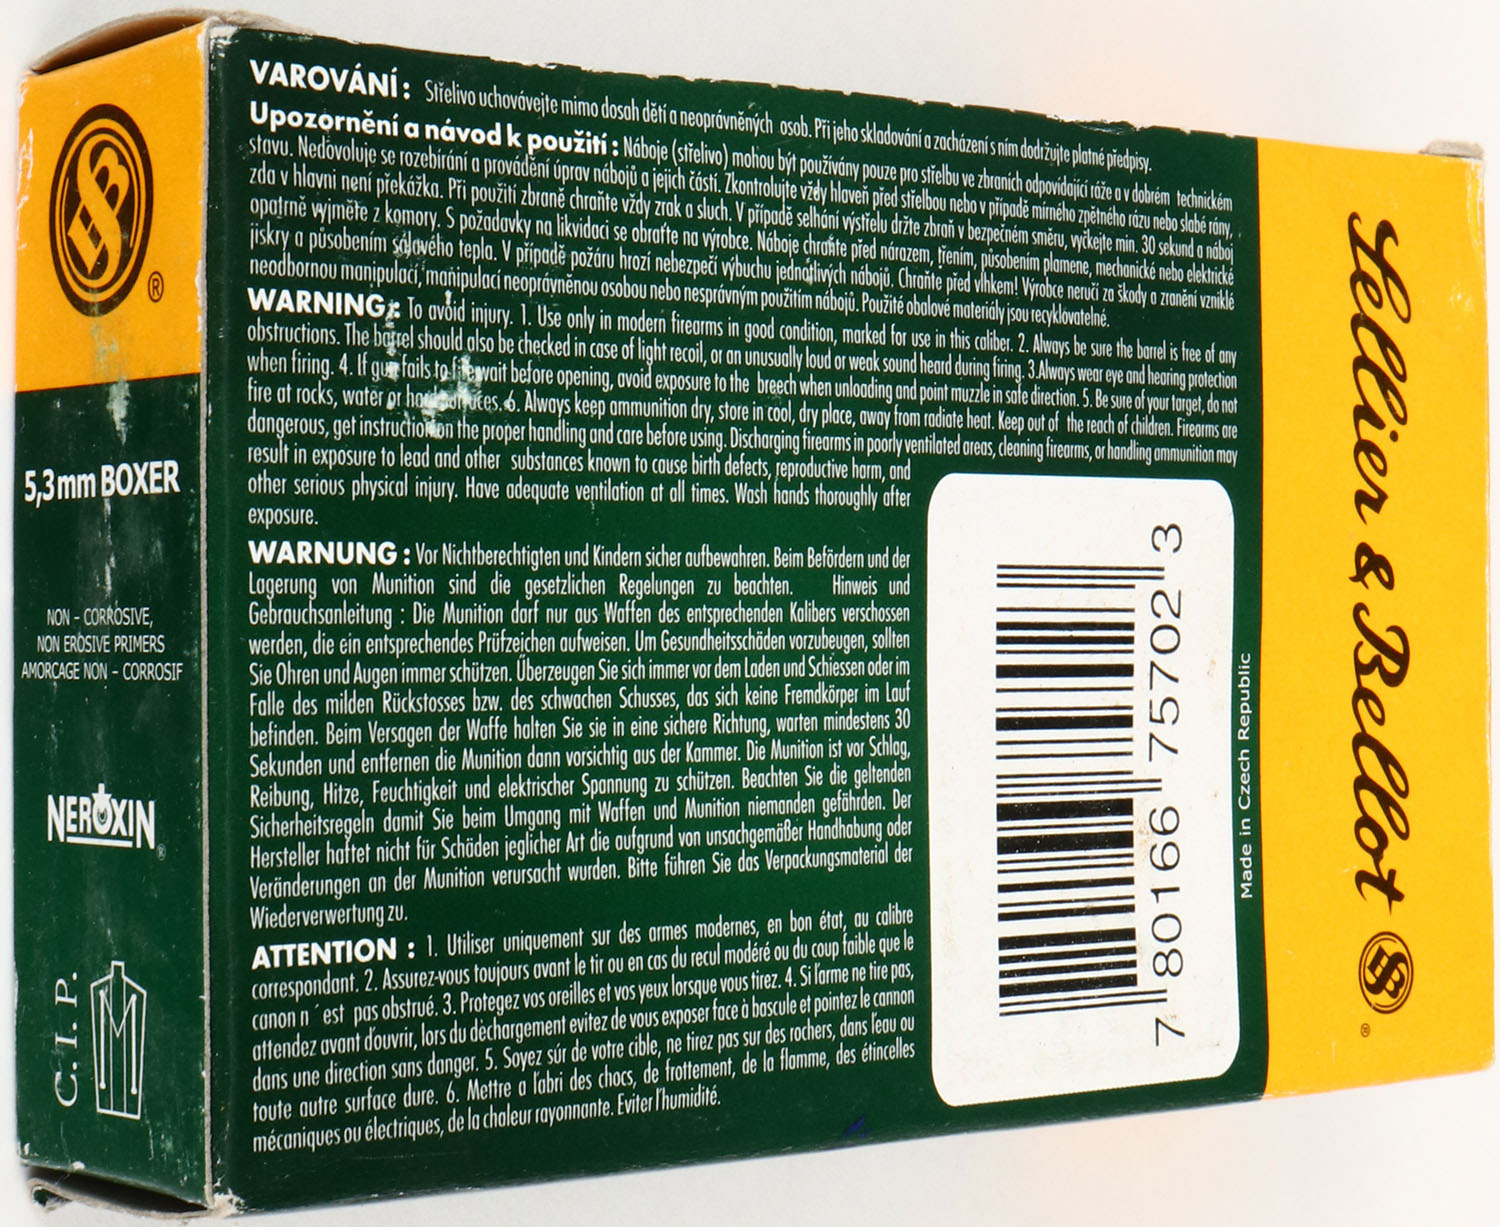 VAROVÁNÍ : Střelivo uchovávejte mimo dosah dětí a neoprávněných osob. Při jeho skladování a zacházení s ním dodržujte platné předpisy.
Upozornění a návod k použití : Náboje (střelivo) mohou být používány pouze pro střelbu ve zbraních odpovídající ráže a v dobrém technickém
stavu. Nedovoluje se rozebírání a provádění úprav nábojů a jejich částí. Zkontrolujte vždy hlaveň před střelbou nebo v případě mírného zpětného rázu nebo slabé rány,
zda v hlavni není překážka. Při použití zbraně chraňte vždy zrak a sluch. V případě selhání výstřelu držte zbraň v bezpečném směru, vyčkejte min. 30 sekund a náboj
opatrně vyjměte z komory. S požadavky na likvidaci se obraťte na výrobce. Náboje chraňte před nárazem, třením, působením plamene, mechanické nebo elektrické
jiskry a působením sálavého tepla. V případě požáru hrozí nebezpečí výbuchu jednotlivých nábojů. Chraňte před vlhkem! Výrobce neručí za škody a zranění vzniklé
neodbornou manipulací, manipulací neoprávněnou osobou nebo nesprávným použitím nábojů. Použité obalové materiály jsou recyklovatelné.
WARNING: To avoid injury. 1. Use only in modern firearms in good condition, marked for use in this caliber. 2. Always be sure the barrel is free of any
obstructions. The barrel should also be checked in case of light recoil, or an unusually loud or weak sound heard during firing. 3.Always wear eye and hearing protection
when firing. 4. If gun fails to fire wait before opening, avoid exposure to the breech when unloading and point muzzle in safe direction. 5. Be sure of your target, do not
fire at rocks, water or hard surfaces. 6. Always keep ammunition dry, store in cool, dry place, away from radiate heat. Keep out of the reach of children. Firearms are
dangerous, get instruction on the proper handling and care before using. Discharging firearms in poorly ventilated areas, cleaning firearms, or handling ammunition may
result in exposure to lead and other substances known to cause birth defects, reproductive harm, and
other serious physical injury. Have adequate ventilation at all times. Wash hands thoroughly after
exposure.
WARNUNG : Vor Nichtberechtigten und Kindern sicher aufbewahren. Beim Befördern und der
Lagerung von Munition sind die gesetzlichen Regelungen zu beachten. Hinweis und
Gebrauchsanleitung : Die Munition darf nur aus Waffen des entsprechenden Kalibers verschossen
werden, die ein entsprechendes Prüfzeichen aufweisen. Um Gesundheitsschäden vorzubeugen, sollten
Sie Ohren und Augen immer schützen. Überzeugen Sie sich immer vor dem Laden und Schiessen oder im
Falle des milden Rückstosses bzw. des schwachen Schusses, das sich keine Fremdkörper im Lauf
befinden. Beim Versagen der Waffe halten Sie sie in eine sichere Richtung, warten mindestens 30
Sekunden und entfernen die Munition dann vorsichtig aus der Kammer. Die Munition ist vor Schlag,
Reibung, Hitze, Feuchtigkeit und elektrischer Spannung zu schützen. Beachten Sie die geltenden
Sicherheitsregeln damit Sie beim Umgang mit Waffen und Munition niemanden gefährden. Der
Hersteller haftet nicht für Schäden jeglicher Art die aufgrund von unsachgemäßer Handhabung oder
Veränderungen an der Munition verursacht wurden. Bitte führen Sie das Verpackungsmaterial der
Wiederverwertung zu.
ATTENTION : 1. Utiliser uniquement sur des armes modernes, en bon état, au calibre
correspondant. 2. Assurez-vous toujours avant le tir ou en cas du recul modéré ou du coup faible que le
canon n´est pas obstrué. 3. Protegez vos oreilles et vos yeux lorsque vous tirez. 4. Si l'arme ne tire pas,
attendez avant d'ouvrir, lors du dèchargement evitez de vous exposer face à bascule et pointez le cannon
dans une direction sans danger. 5. Soyez súr de votre cible, ne tirez pas sur des rochers, dans l'eau ou
toute autre surface dure. 6. Mettre a l'abri des chocs, de frottement, de la flamme, des étincelles
mécaniques ou électriques, de la chaleur rayonnante. Eviter l'humidité.
S&B ®
5,3mm BOXER
NON - CORROSIVE,
NON EROSIVE PRIMERS
AMORCAGE NON - CORROSIF
NEROXIN ®
C.I.P.
7 80166 75702 3
Made in Czech Republic
Sellier & Bellot ®